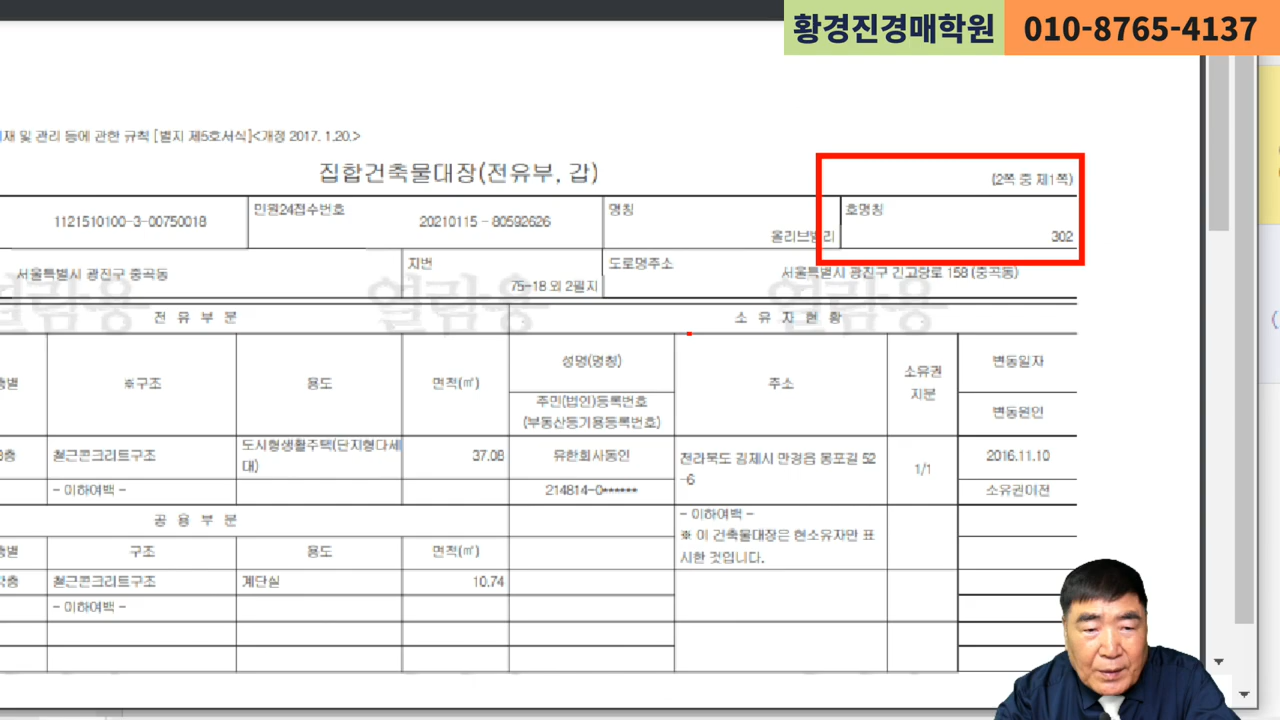 황경진경매학원 010-8765-4137
재 및 관리 등에 관한 규칙 [별지 제5호서식]<개정 2017. 1.20.>
집합건축물대장(전유부, 갑)
(2쪽 중 제1쪽)
1121510100-3-00750018
민원24접수번호
20210115 - 80592626
명칭
올리브빌리
호명칭
302
서울특별시 광진구 중곡동
지번
75-18 외 2필지
도로명주소
서울특별시 광진구 긴고랑로 158 (중곡동)
열람용 열람용 열람용
전 유 부 분
소 유 자 현 황
층별
※구조
용도
면적(㎡)
성명(명칭)
주민(법인)등록번호
(부동산등기용등록번호)
주소
소유권
지분
변동일자
변동원인
3층
철근콘크리트구조
도시형생활주택(단지형다세
대)
37.08
유한회사동인
214814-0******
전라북도 김제시 만경읍 몽포길 52
-6
1/1
2016.11.10
소유권이전
- 이하여백 -
공 용 부 분
- 이하여백 -
※ 이 건축물대장은 현소유자만 표
시한 것입니다.
층별
구조
용도
면적(㎡)
각층
철근콘크리트구조
계단실
10.74
- 이하여백 -